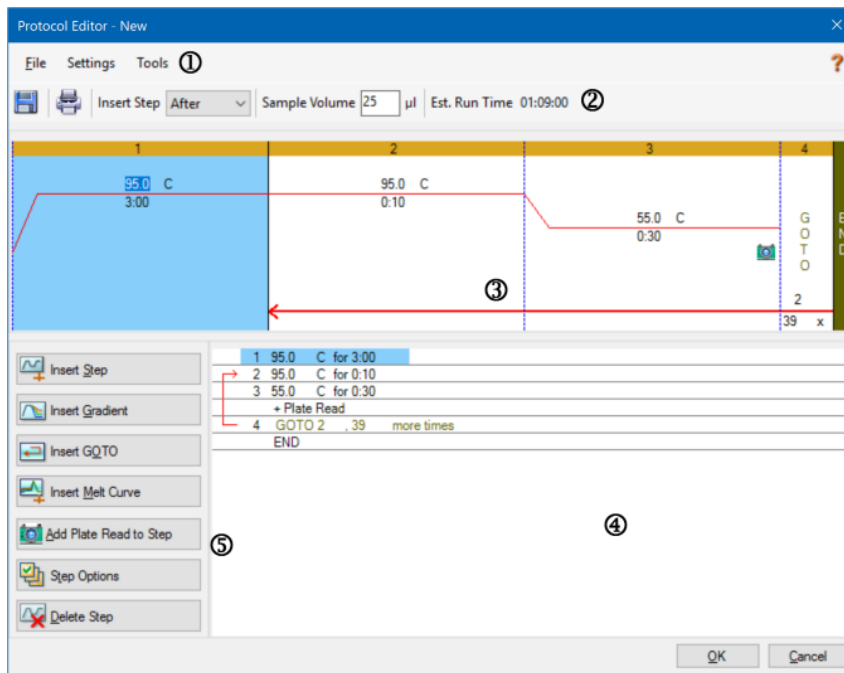 Protocol Editor - New
File Settings Tools ① ?
Insert Step After Sample Volume 25 µl Est. Run Time 01:09:00 ②
1 2 3 4
95.0 C 95.0 C
3:00 0:10
55.0 C
0:30
GOTO
END
③
2
39 x
Insert Step
Insert Gradient
Insert GOTO
Insert Melt Curve
Add Plate Read to Step
Step Options
Delete Step
⑤
1 95.0 C for 3:00
2 95.0 C for 0:10
3 55.0 C for 0:30
+ Plate Read
4 GOTO 2 , 39 more times
END
④
OK Cancel